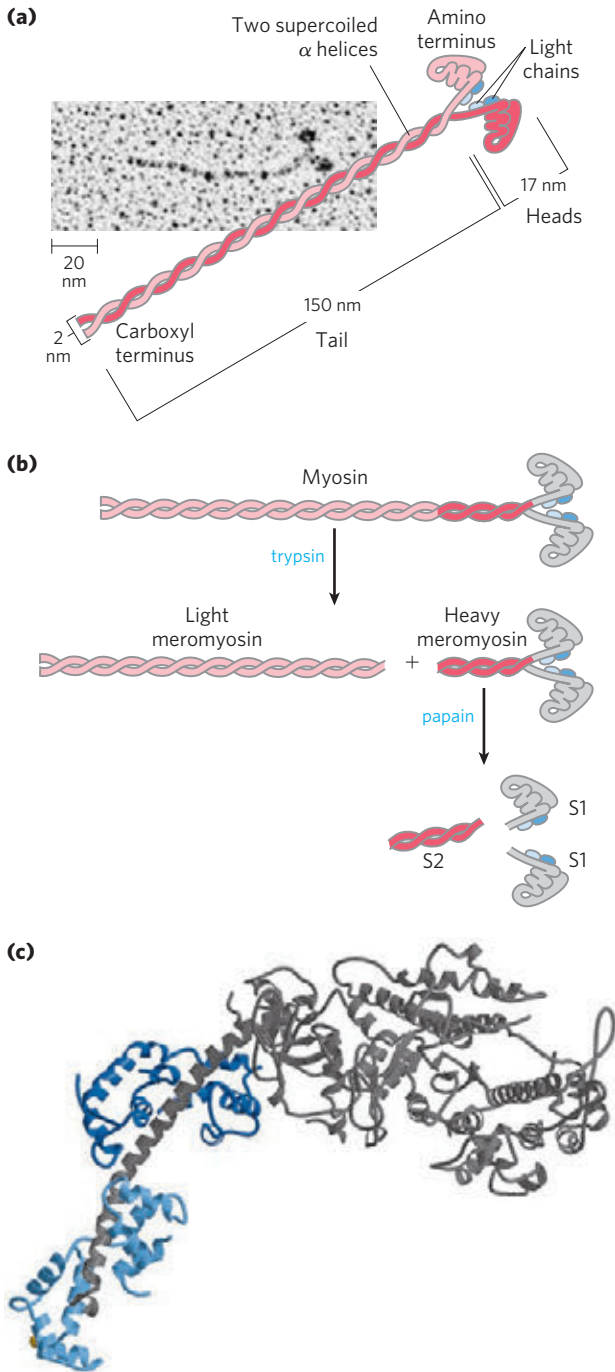 (a)
Two supercoiled
α helices
Amino
terminus
Light
chains
17 nm
Heads
20
nm
150 nm
Tail
2
nm
Carboxyl
terminus
(b)
Myosin
trypsin
Light
meromyosin
+
Heavy
meromyosin
papain
S1
S2
S1
(c)